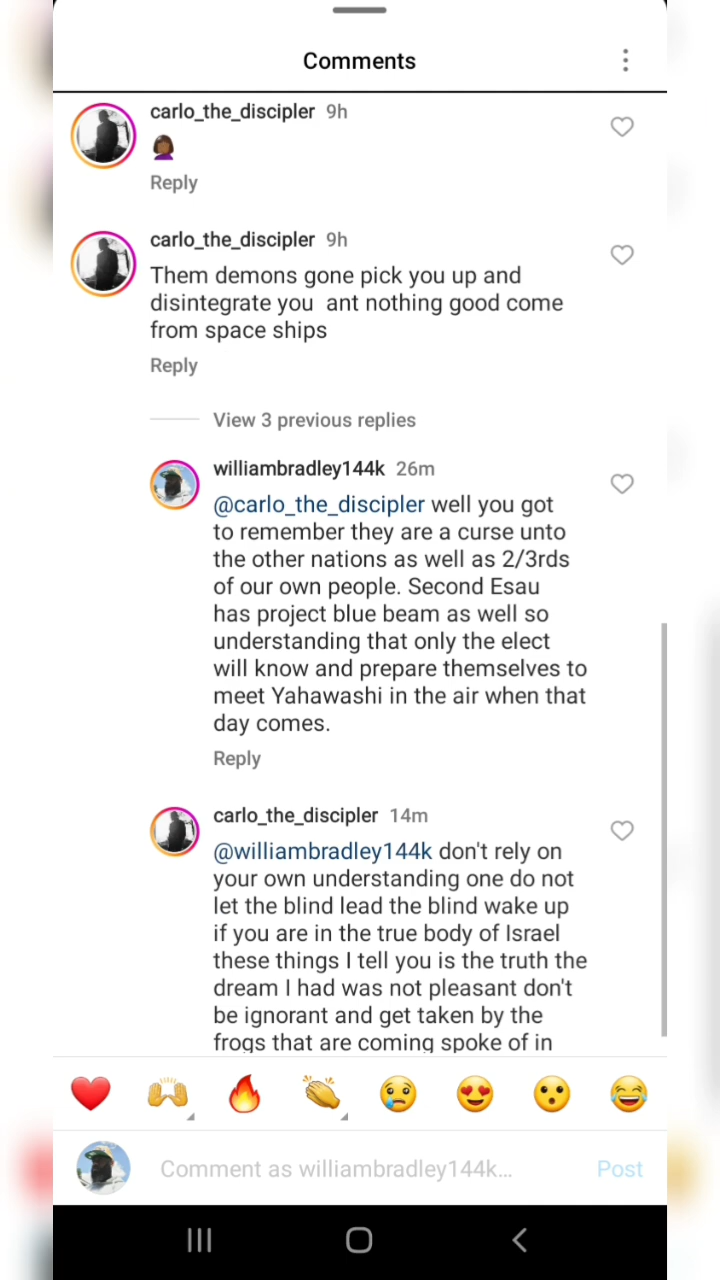 Comments
carlo_the_discipler 9h
🤦🏾‍♀️
Reply
carlo_the_discipler 9h
Them demons gone pick you up and
disintegrate you  ant nothing good come
from space ships
Reply
View 3 previous replies
williambradley144k 26m
@carlo_the_discipler well you got
to remember they are a curse unto
the other nations as well as 2/3rds
of our own people. Second Esau
has project blue beam as well so
understanding that only the elect
will know and prepare themselves to
meet Yahawashi in the air when that
day comes.
Reply
carlo_the_discipler 14m
@williambradley144k don't rely on
your own understanding one do not
let the blind lead the blind wake up
if you are in the true body of Israel
these things I tell you is the truth the
dream I had was not pleasant don't
be ignorant and get taken by the
frogs that are coming spoke of in
❤️ 🙌 🔥 👏 😢 😍 😮 😂
Comment as williambradley144k... Post